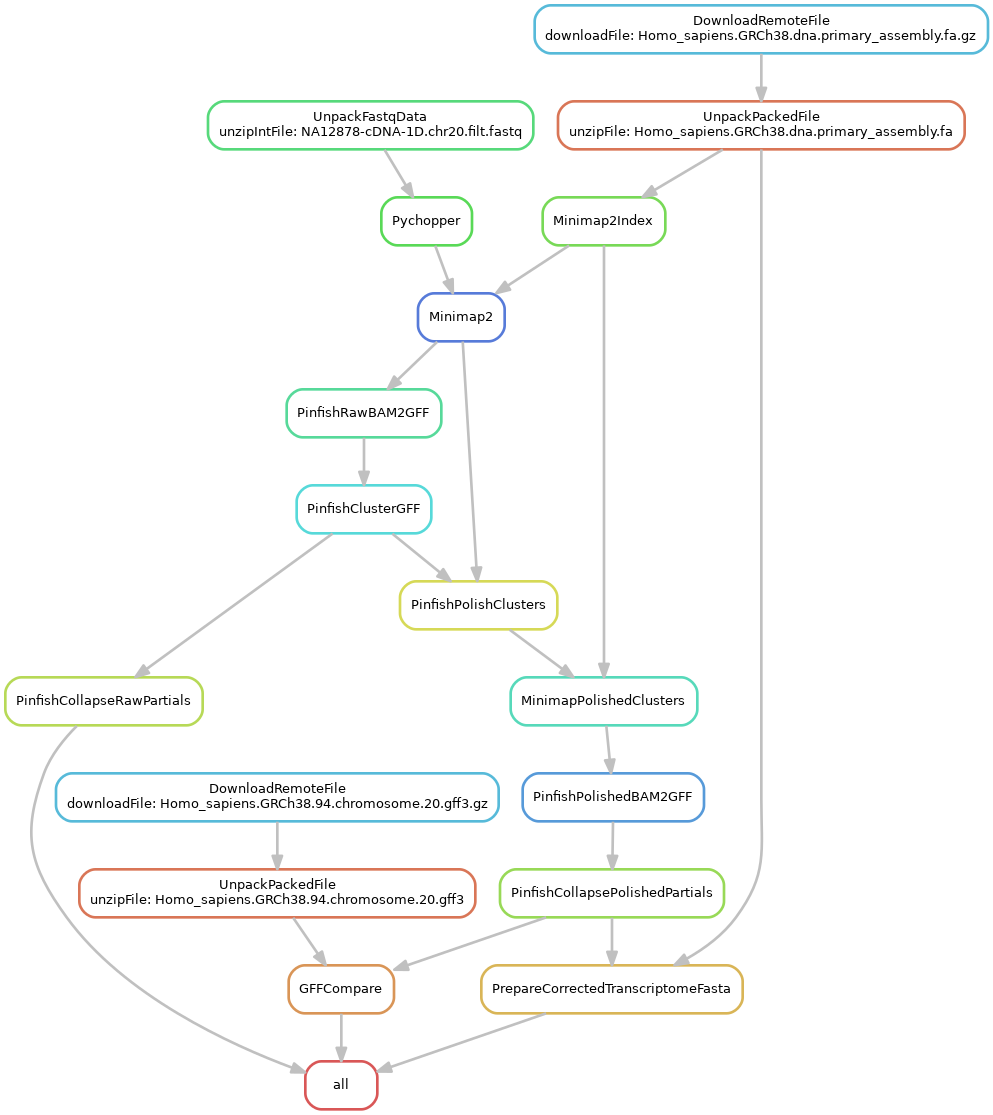 DownloadRemoteFile
downloadFile: Homo_sapiens.GRCh38.dna.primary_assembly.fa.gz
UnpackFastqData
unzipIntFile: NA12878-cDNA-1D.chr20.filt.fastq
UnpackPackedFile
unzipFile: Homo_sapiens.GRCh38.dna.primary_assembly.fa
Pychopper
Minimap2Index
Minimap2
PinfishRawBAM2GFF
PinfishClusterGFF
PinfishPolishClusters
PinfishCollapseRawPartials
MinimapPolishedClusters
DownloadRemoteFile
downloadFile: Homo_sapiens.GRCh38.94.chromosome.20.gff3.gz
PinfishPolishedBAM2GFF
UnpackPackedFile
unzipFile: Homo_sapiens.GRCh38.94.chromosome.20.gff3
PinfishCollapsePolishedPartials
GFFCompare
PrepareCorrectedTranscriptomeFasta
all